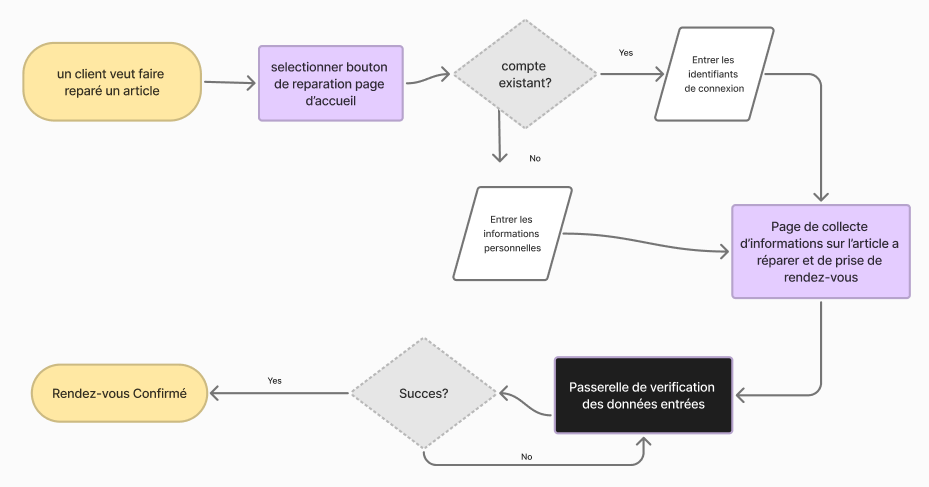 un client veut faire
reparé un article
selectionner bouton
de reparation page
d'accueil
compte
existant?
Yes
Entrer les
identifiants
de connexion
No
Entrer les
informations
personnelles
Page de collecte
d'informations sur l'article a
réparer et de prise de
rendez-vous
Passerelle de verification
des données entrées
Succes?
No
Yes
Rendez-vous Confirmé